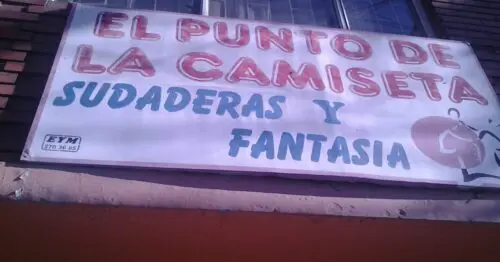 EL PUNTO DE
LA CAMISETA
SUDADERAS Y
FANTASIA
EYM